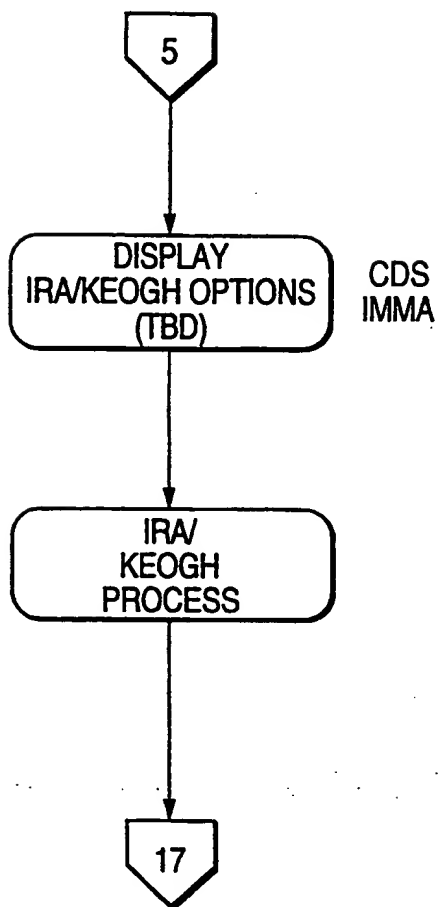 5
DISPLAY
IRA/KEOGH OPTIONS
(TBD)
CDS
IMMA
IRA/
KEOGH
PROCESS
17